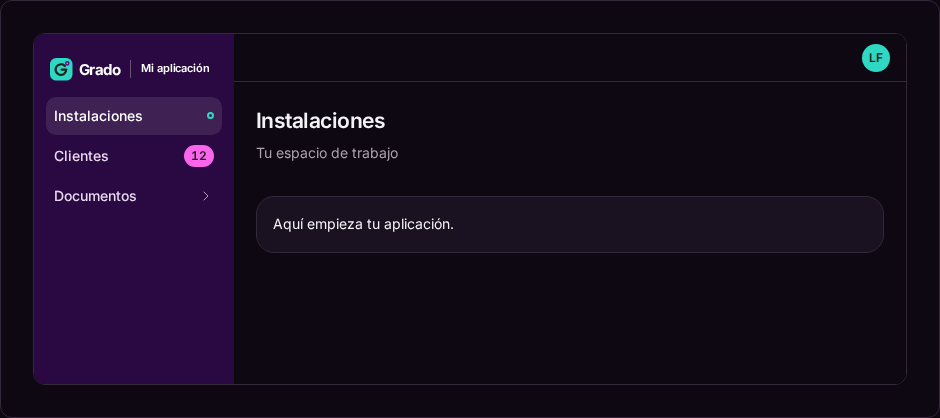 Grado
Mi aplicación
LF
Instalaciones
Clientes
12
Documentos
Instalaciones
Tu espacio de trabajo
Aquí empieza tu aplicación.